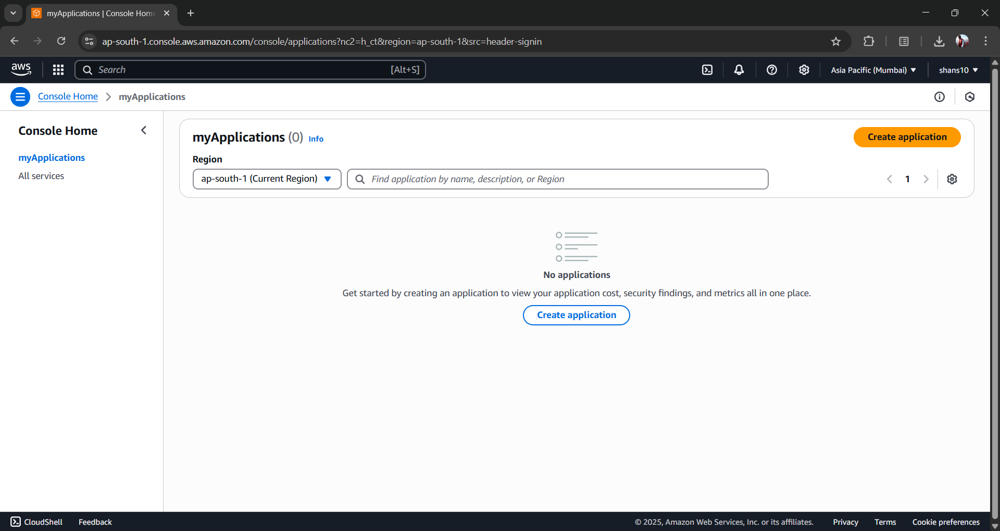 myApplications | Console Hom
ap-south-1.console.aws.amazon.com/console/applications?nc2=h_ct&region=ap-south-1&src=header-signin
aws
Search
[Alt+S]
Asia Pacific (Mumbai)
shans10
Console Home
myApplications
Console Home
myApplications
All services
myApplications (0) Info
Create application
Region
ap-south-1 (Current Region)
Find application by name, description, or Region
1
No applications
Get started by creating an application to view your application cost, security findings, and metrics all in one place.
Create application
CloudShell
Feedback
© 2025, Amazon Web Services, Inc. or its affiliates.
Privacy
Terms
Cookie preferences